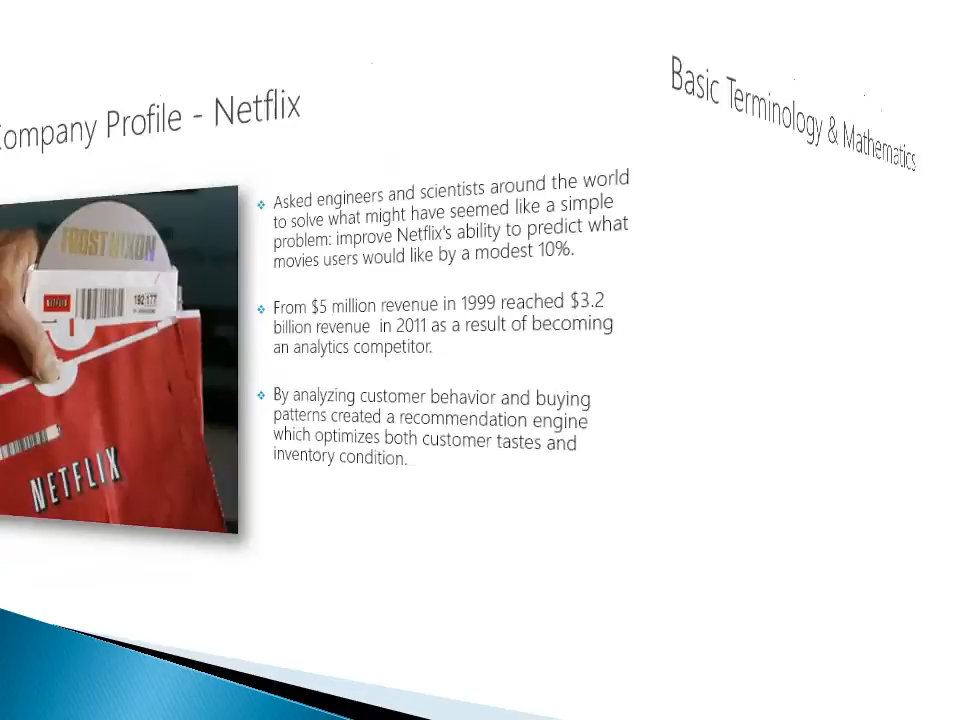 Company Profile - Netflix
Basic Terminology & Mathematics
Asked engineers and scientists around the world
to solve what might have seemed like a simple
problem: improve Netflix's ability to predict what
movies users would like by a modest 10%.
From $5 million revenue in 1999 reached $3.2
billion revenue in 2011 as a result of becoming
an analytics competitor.
By analyzing customer behavior and buying
patterns created a recommendation engine
which optimizes both customer tastes and
inventory condition.
FROST NIXON
NETFLIX
192-177
NETFLIX